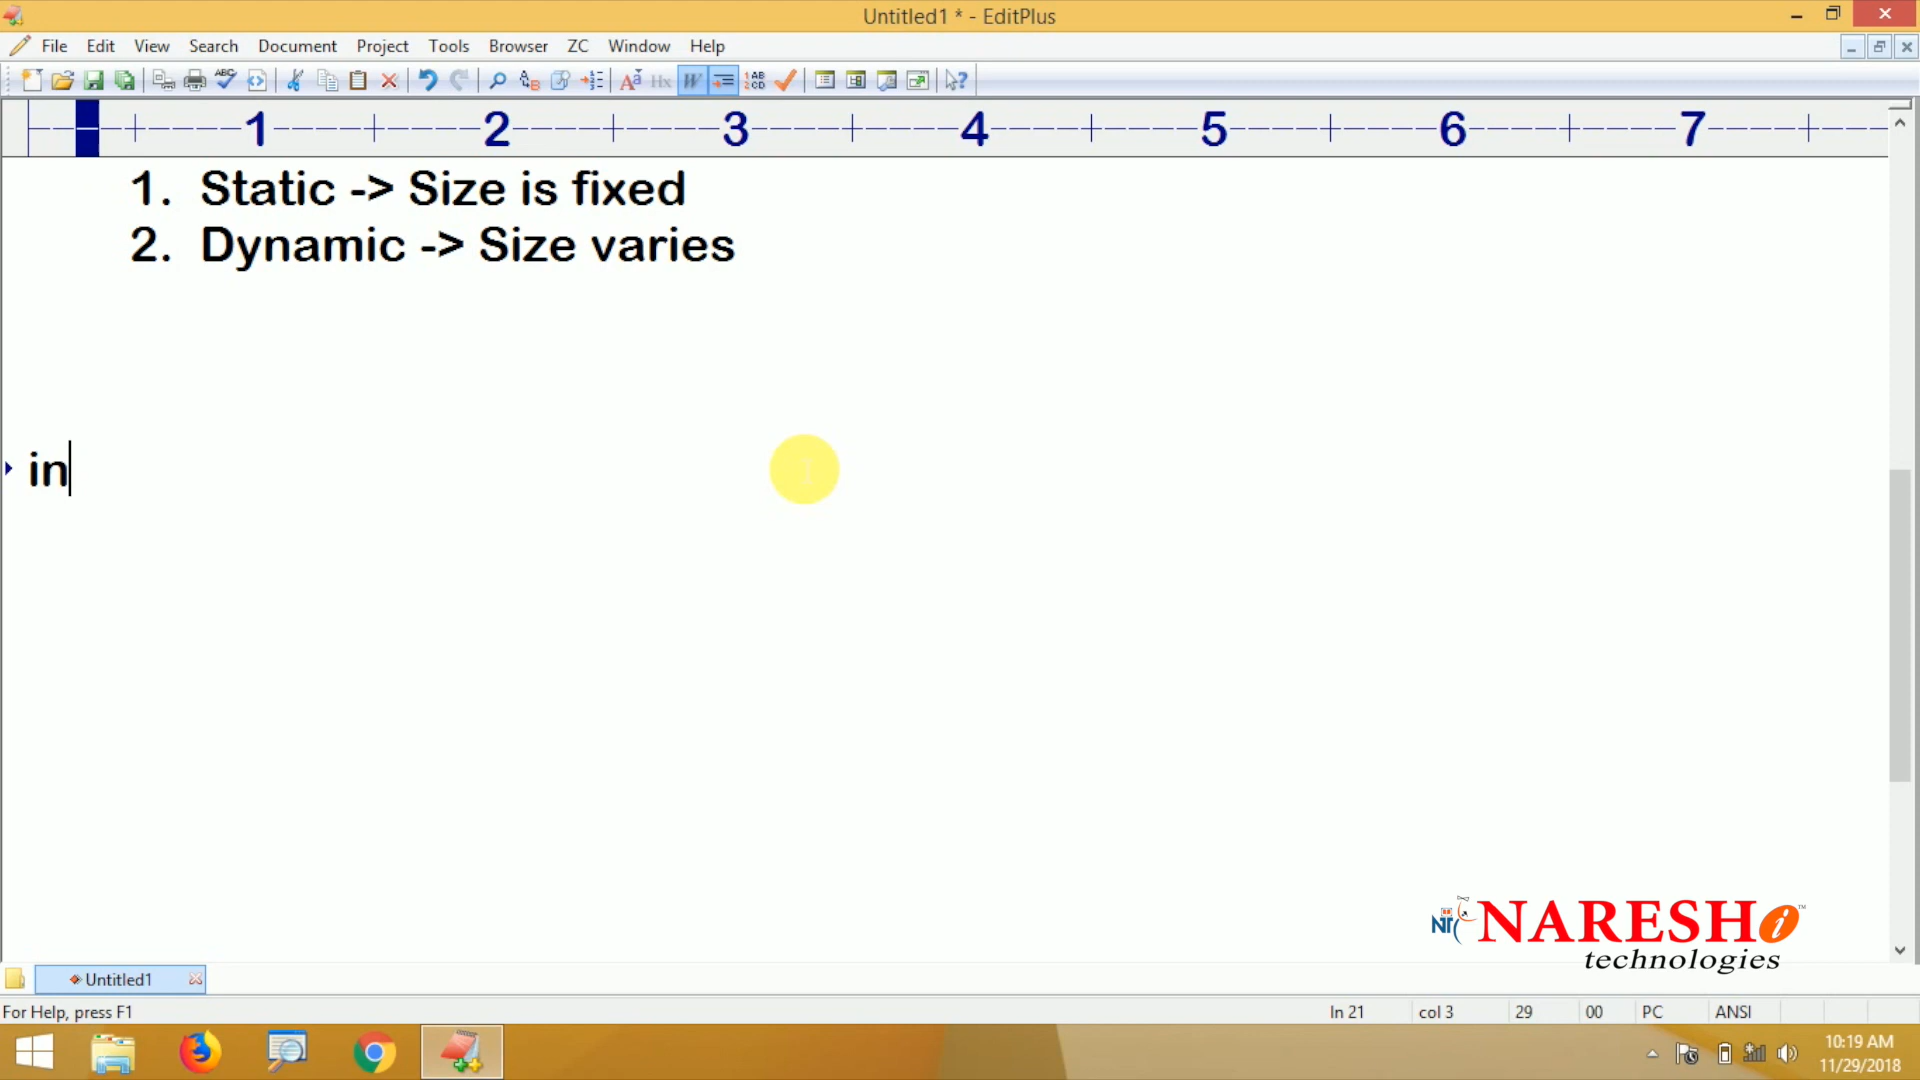 Untitled1 * - EditPlus
File Edit View Search Document Project Tools Browser ZC Window Help
1 2 3 4 5 6 7
1. Static -> Size is fixed
2. Dynamic -> Size varies
in
NARESH i ™
technologies
Untitled1
For Help, press F1 ln 21 col 3 29 00 PC ANSI
10:19 AM
11/29/2018